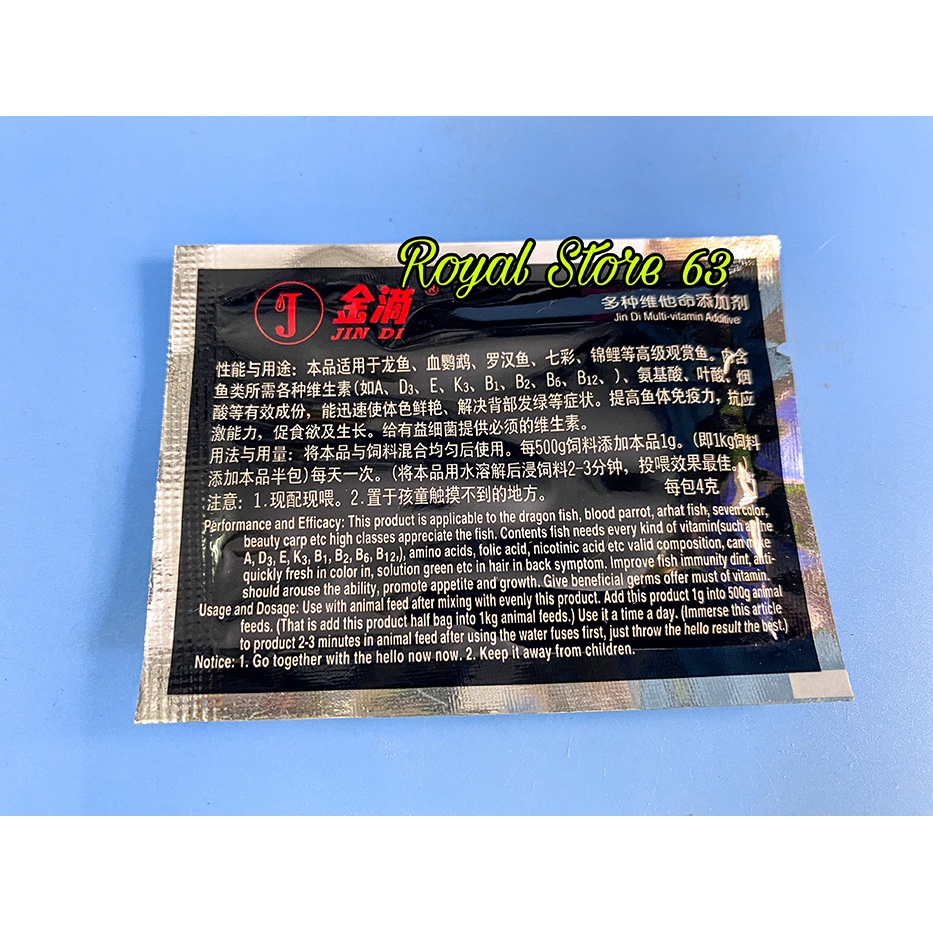 Royal Store 63
J 金滴 ®
JIN DI
多种维他命添加剂
Jin Di Multi-vitamin Additive
性能与用途：本品适用于龙鱼、血鹦鹉、罗汉鱼、七彩、锦鲤等高级观赏鱼。内含
鱼类所需各种维生素(如A、D3、E、K3、B1、B2、B6、B12、)、氨基酸、叶酸、烟
酸等有效成份，能迅速使体色鲜艳、解决背部发绿等症状。提高鱼体免疫力，抗应
激能力，促食欲及生长。给有益细菌提供必须的维生素。
用法与用量：将本品与饲料混合均匀后使用。每500g饲料添加本品1g。(即1kg饲料
添加本品半包)每天一次。(将本品用水溶解后浸饲料2-3分钟，投喂效果最佳。)
注意：1.现配现喂。2.置于孩童触摸不到的地方。
每包4克
Performance and Efficacy: This product is applicable to the dragon fish, blood parrot, arhat fish, seven color,
beauty carp etc high classes appreciate the fish. Contents fish needs every kind of vitamin(such as the
A, D3, E, K3, B1, B2, B6, B12,), amino acids, folic acid, nicotinic acid etc valid composition, can make
quickly fresh in color in, solution green etc in hair in back symptom. Improve fish immunity dint, anti-
should arouse the ability, promote appetite and growth. Give beneficial germs offer must of vitamin.
Usage and Dosage: Use with animal feed after mixing with evenly this product. Add this product 1g into 500g animal
feeds. (That is add this product half bag into 1kg animal feeds.) Use it a time a day. (Immerse this article
to product 2-3 minutes in animal feed after using the water fuses first, just throw the hello result the best.)
Notice: 1. Go together with the hello now now. 2. Keep it away from children.